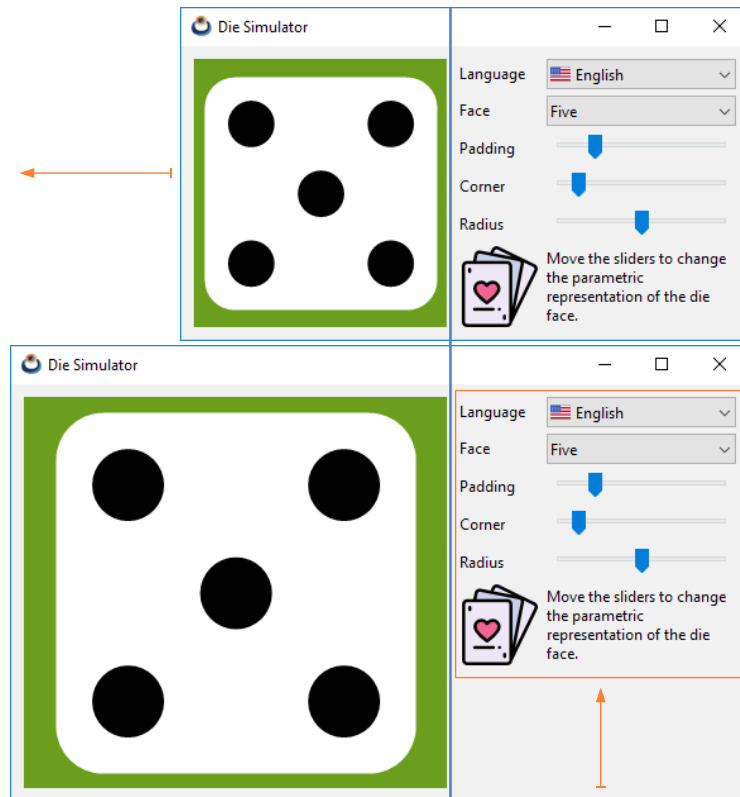 Die Simulator
Language
English
Face
Five
Padding
Corner
Radius
Move the sliders to change
the parametric
representation of the die
face.
Die Simulator
Language
English
Face
Five
Padding
Corner
Radius
Move the sliders to change
the parametric
representation of the die
face.